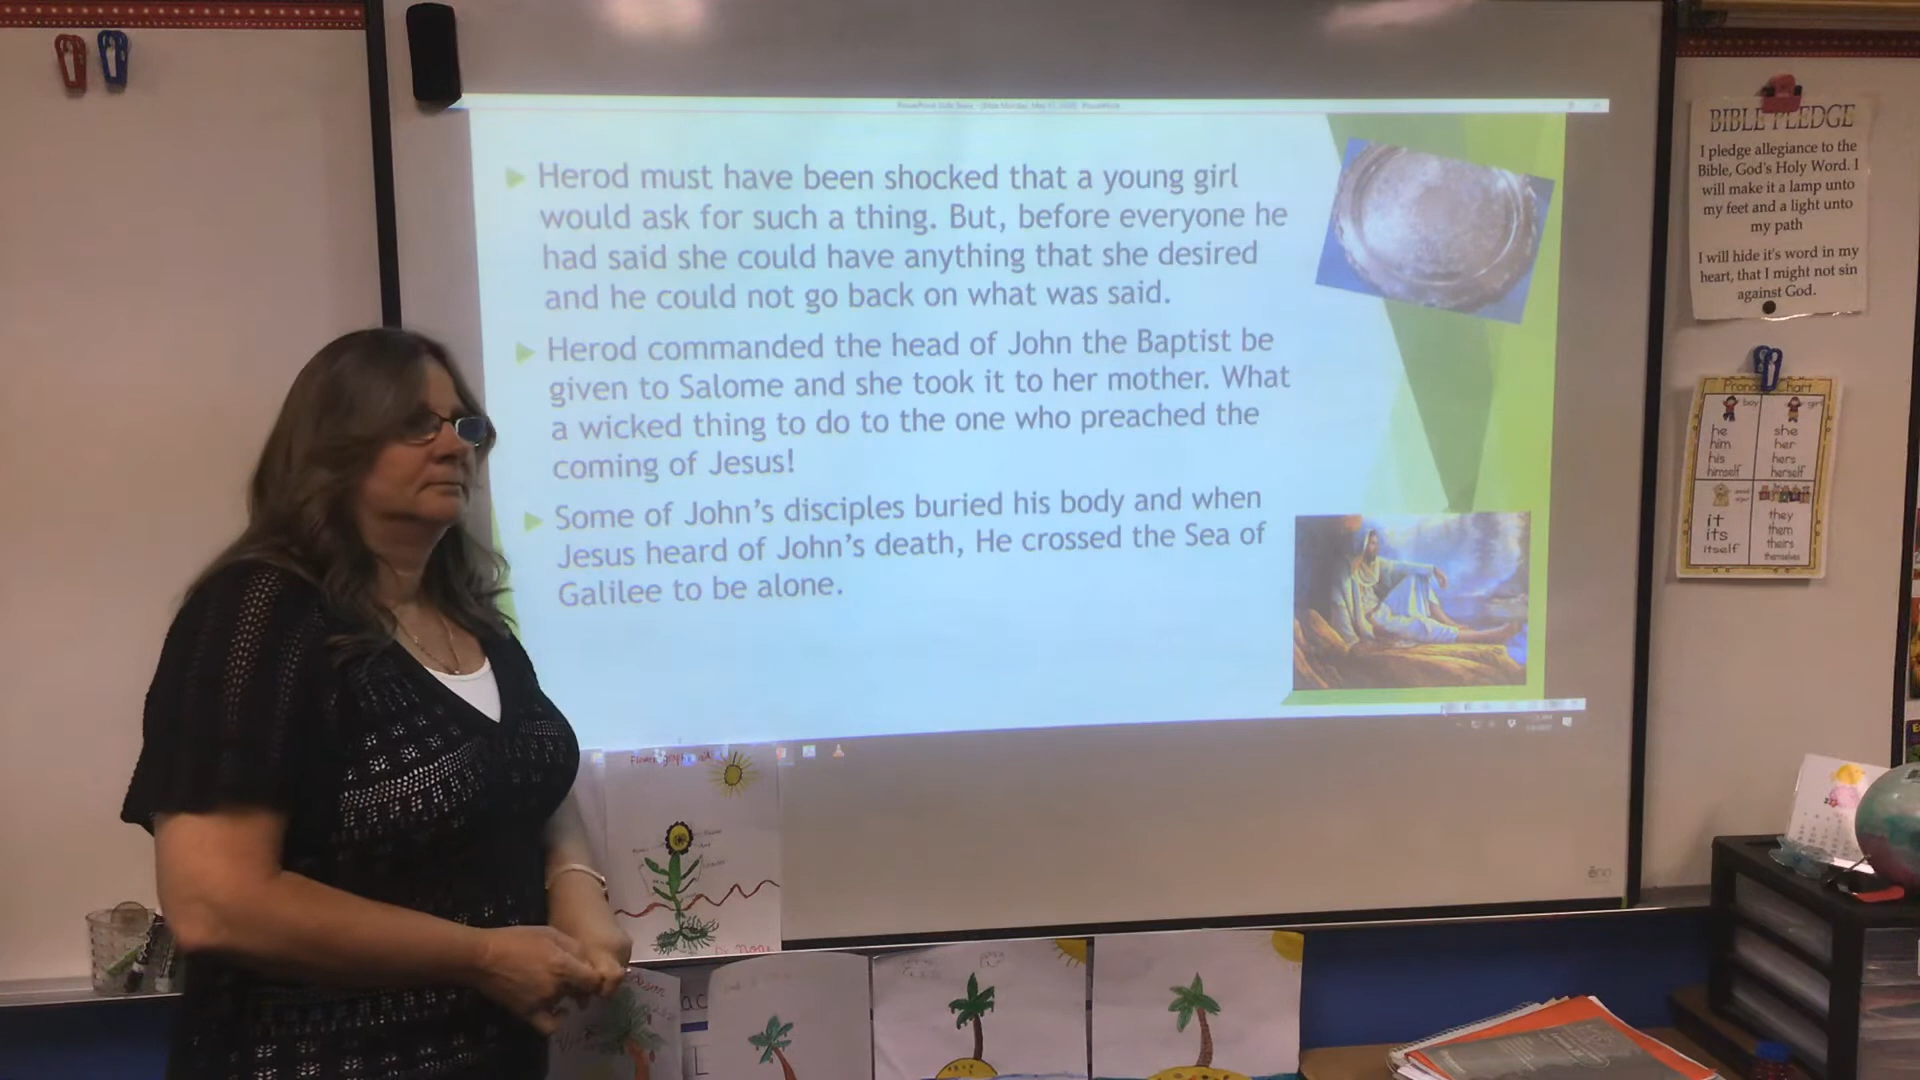 Herod must have been shocked that a young girl
would ask for such a thing. But, before everyone he
had said she could have anything that she desired
and he could not go back on what was said.
Herod commanded the head of John the Baptist be
given to Salome and she took it to her mother. What
a wicked thing to do to the one who preached the
coming of Jesus!
Some of John's disciples buried his body and when
Jesus heard of John's death, He crossed the Sea of
Galilee to be alone.
BIBLE PLEDGE
I pledge allegiance to the
Bible, God's Holy Word. I
will make it a lamp unto
my feet and a light unto
my path
I will hide it's word in my
heart, that I might not sin
against God.
Chart
boy
girl
he
him
his
himself
she
her
hers
herself
it
its
itself
they
them
theirs
themselves
eno